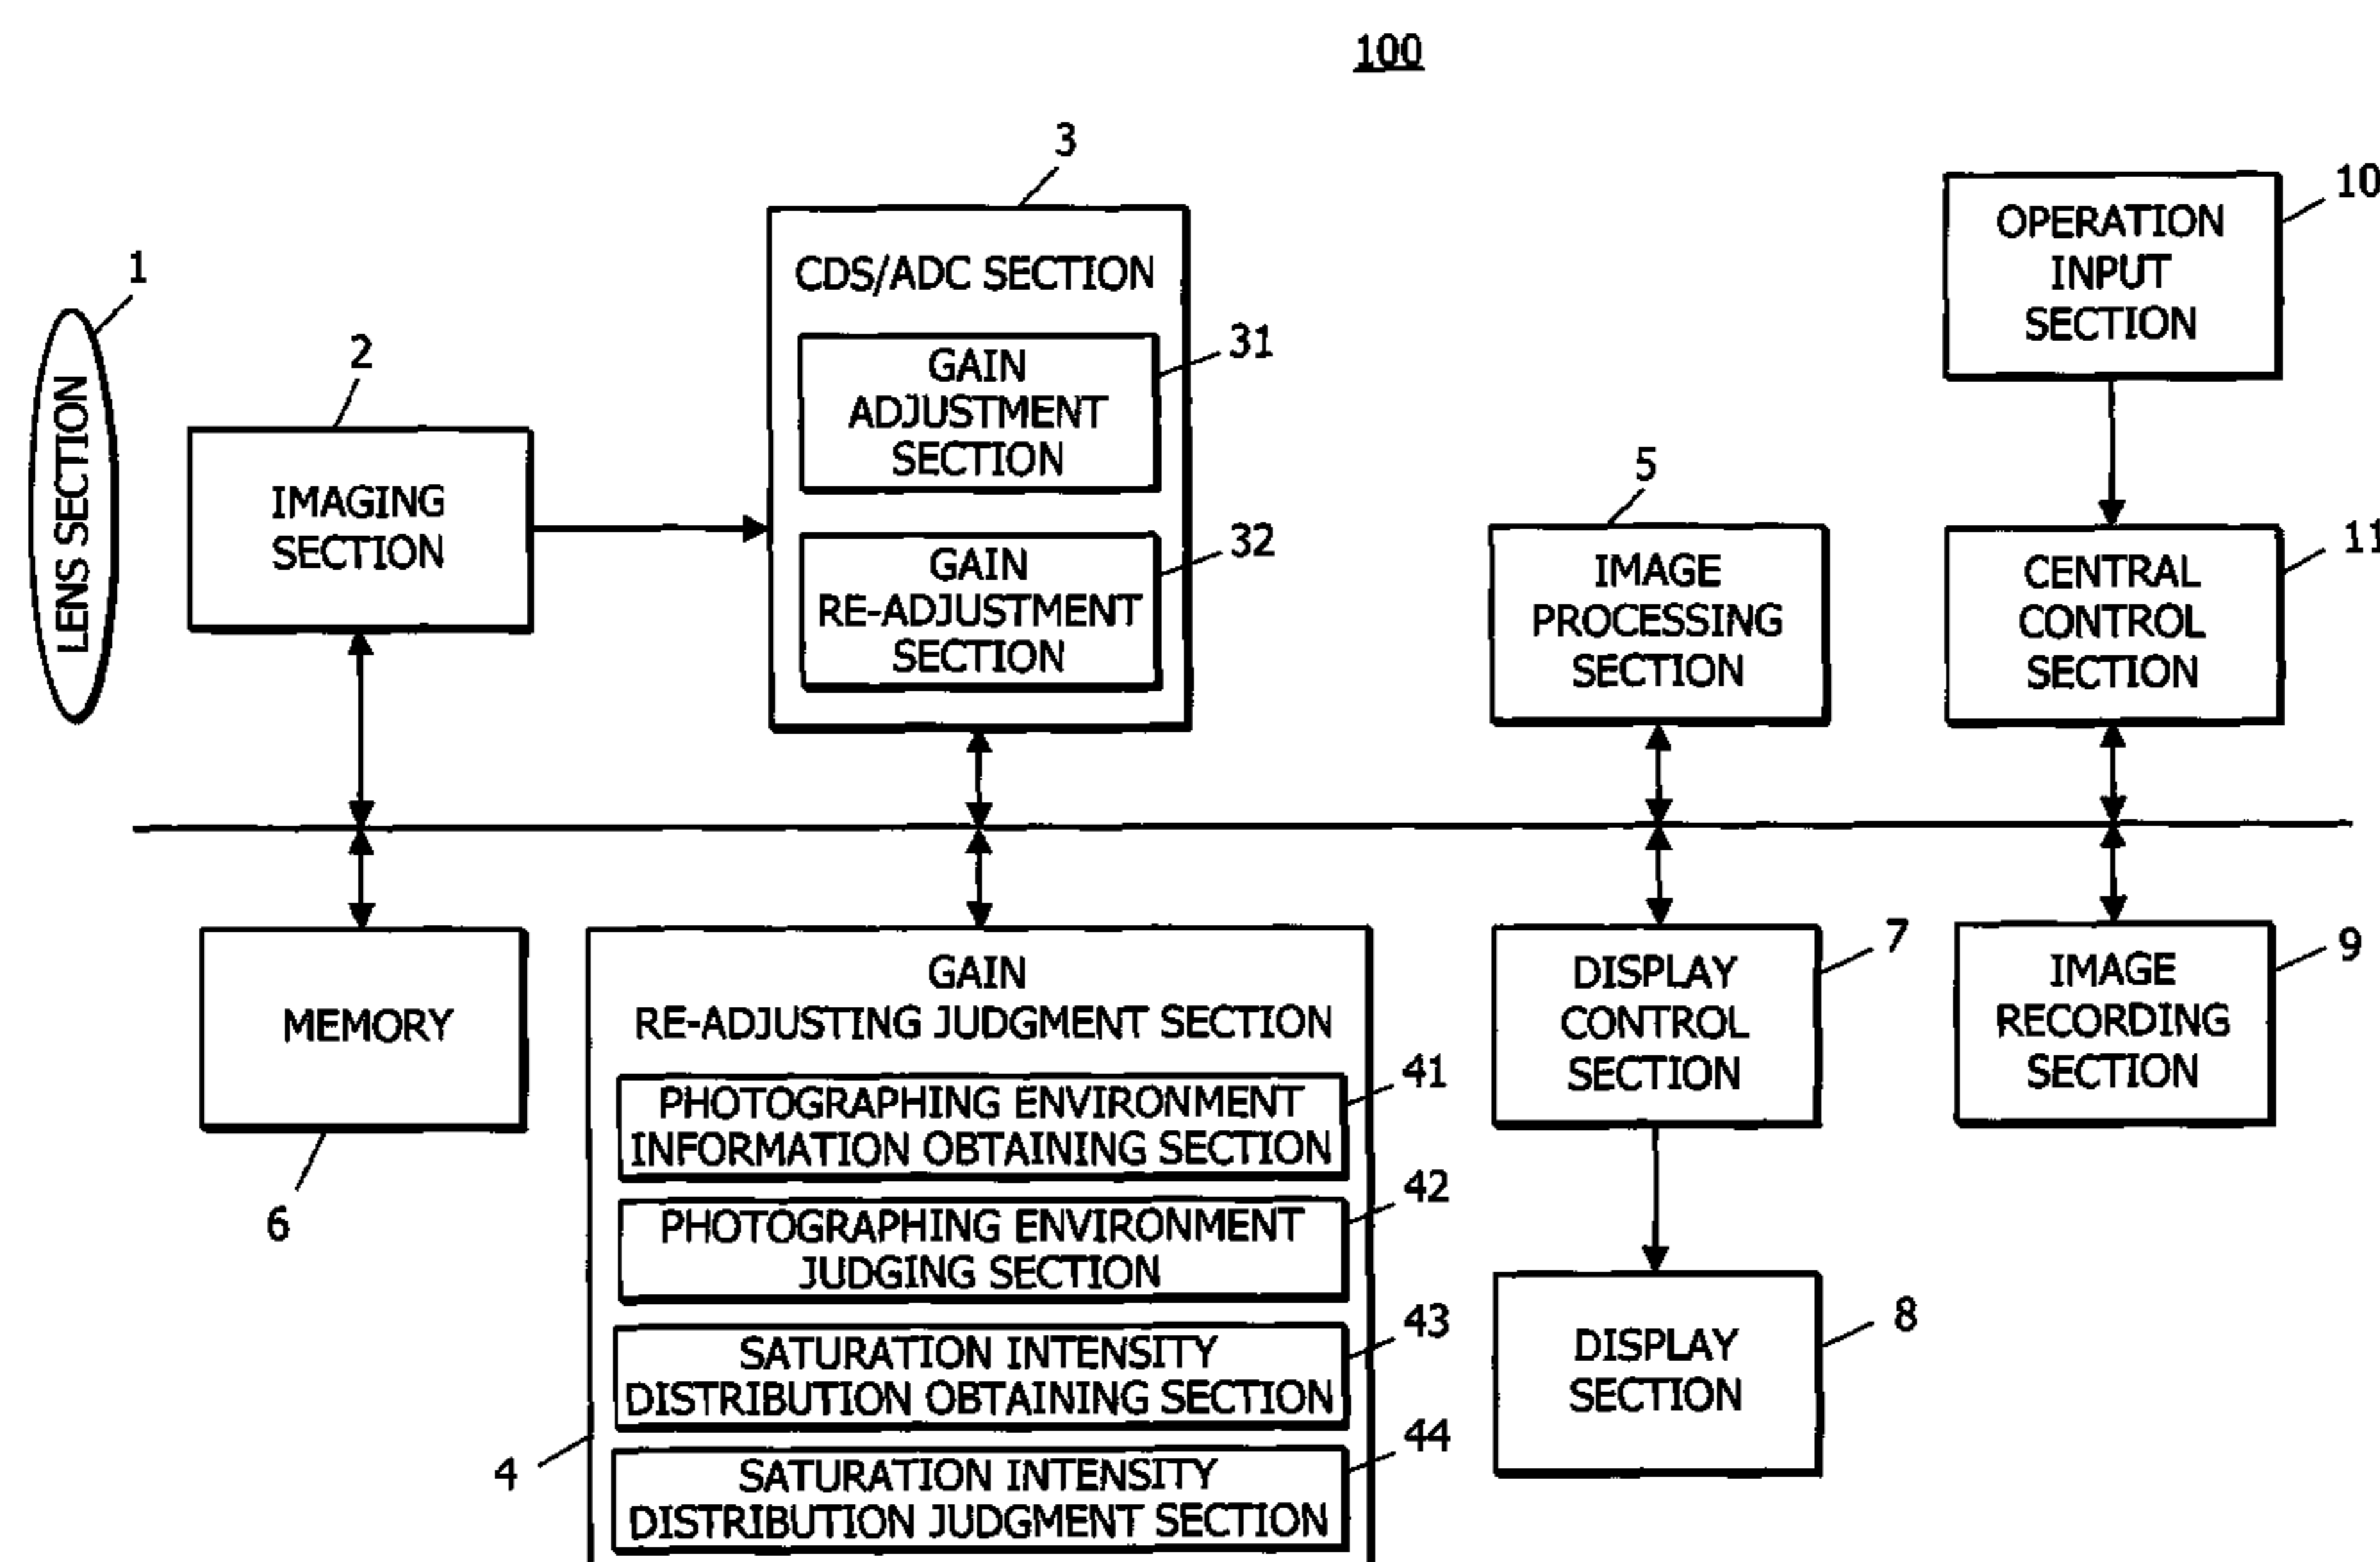 100
3
CDS/ADC SECTION
31
GAIN
ADJUSTMENT
SECTION
32
GAIN
RE-ADJUSTMENT
SECTION
1
LENS SECTION
2
IMAGING
SECTION
5
IMAGE
PROCESSING
SECTION
10
OPERATION
INPUT
SECTION
11
CENTRAL
CONTROL
SECTION
MEMORY
6
GAIN
RE-ADJUSTING JUDGMENT SECTION
41
PHOTOGRAPHING ENVIRONMENT
INFORMATION OBTAINING SECTION
42
PHOTOGRAPHING ENVIRONMENT
JUDGING SECTION
43
SATURATION INTENSITY
DISTRIBUTION OBTAINING SECTION
44
SATURATION INTENSITY
DISTRIBUTION JUDGMENT SECTION
4
7
DISPLAY
CONTROL
SECTION
8
DISPLAY
SECTION
9
IMAGE
RECORDING
SECTION